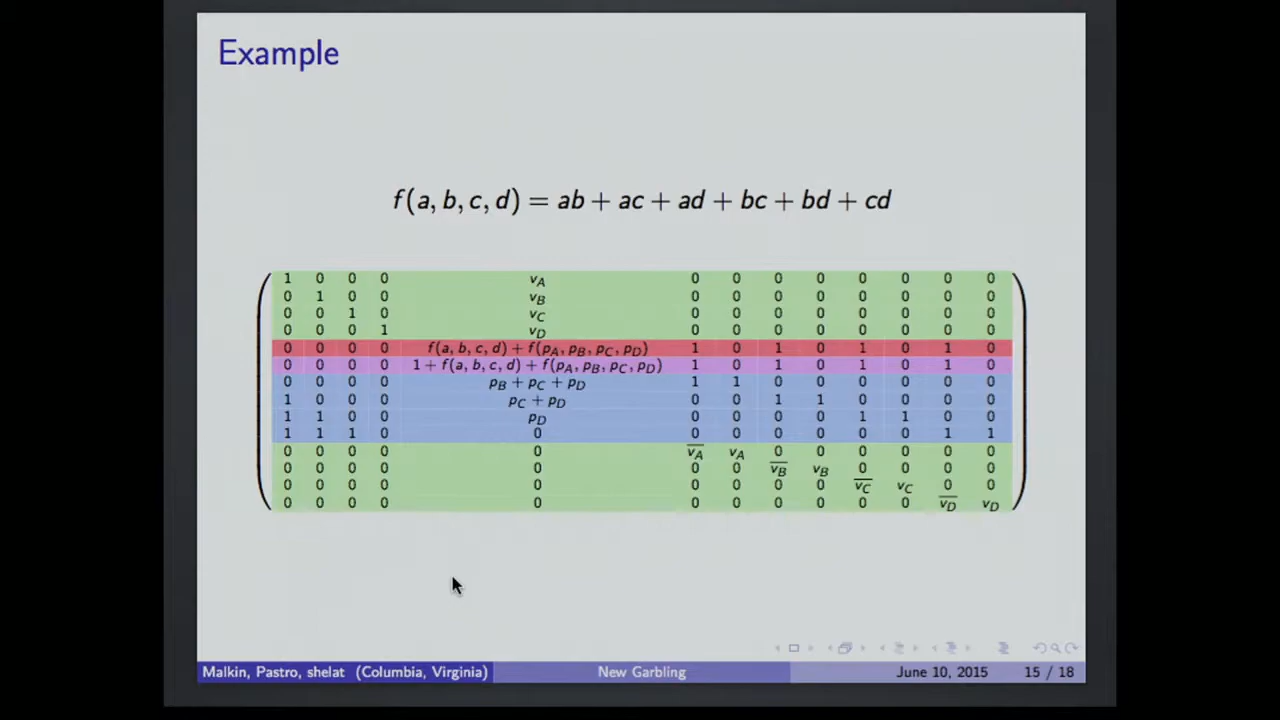 Example
f(a, b, c, d) = ab + ac + ad + bc + bd + cd
1 0 0 0 v_A 0 0 0 0 0 0 0 0
0 1 0 0 v_B 0 0 0 0 0 0 0 0
0 0 1 0 v_C 0 0 0 0 0 0 0 0
0 0 0 1 v_D 0 0 0 0 0 0 0 0
0 0 0 0 f(a, b, c, d) + f(p_A, p_B, p_C, p_D) 1 0 1 0 1 0 1 0
0 0 0 0 1 + f(a, b, c, d) + f(p_A, p_B, p_C, p_D) 1 0 1 0 1 0 1 0
0 0 0 0 p_B + p_C + p_D 1 1 0 0 0 0 0 0
1 0 0 0 p_C + p_D 0 0 1 1 0 0 0 0
1 1 0 0 p_D 0 0 0 0 1 1 0 0
1 1 1 0 0 0 0 0 0 0 0 1 1
0 0 0 0 0 v̅_A v_A 0 0 0 0 0 0
0 0 0 0 0 0 0 v̅_B v_B 0 0 0 0
0 0 0 0 0 0 0 0 0 v̅_C v_C 0 0
0 0 0 0 0 0 0 0 0 0 0 v̅_D v_D
Malkin, Pastro, shelat (Columbia, Virginia) New Garbling June 10, 2015 15 / 18